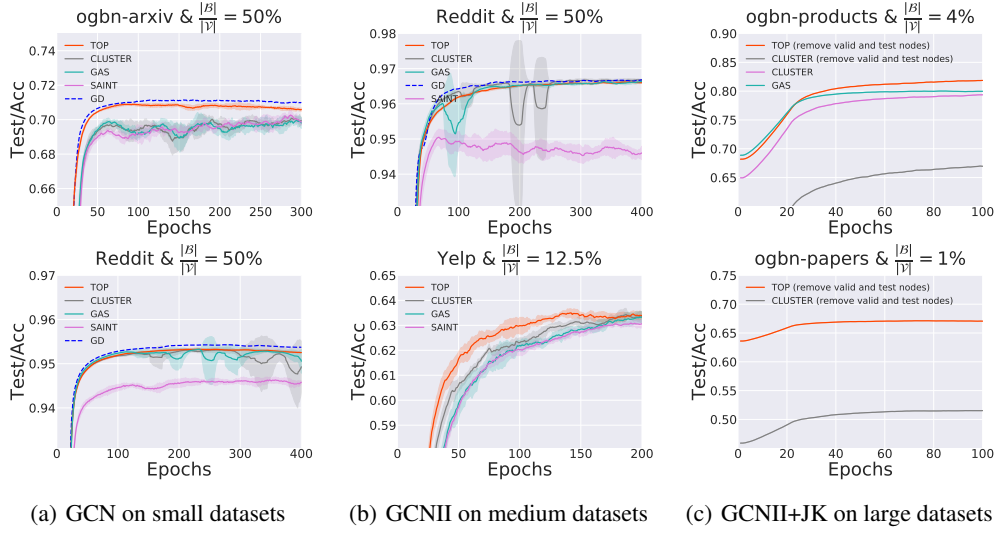 ogbn-arxiv & |B|/|V| = 50%
Test/Acc
0.74
0.72
0.70
0.68
0.66
TOP
CLUSTER
GAS
SAINT
GD
0 50 100 150 200 250 300
Epochs
Reddit & |B|/|V| = 50%
Test/Acc
0.98
0.96
0.94
TOP
CLUSTER
GAS
GD
SAINT
0 100 200 300 400
Epochs
ogbn-products & |B|/|V| = 4%
Test/Acc
0.90
0.85
0.80
0.75
0.70
0.65
TOP (remove valid and test nodes)
CLUSTER (remove valid and test nodes)
CLUSTER
GAS
0 20 40 60 80 100
Epochs
Reddit & |B|/|V| = 50%
Test/Acc
0.97
0.96
0.95
0.94
TOP
CLUSTER
GAS
SAINT
GD
0 100 200 300 400
Epochs
Yelp & |B|/|V| = 12.5%
Test/Acc
0.65
0.64
0.63
0.62
0.61
0.60
0.59
TOP
CLUSTER
GAS
SAINT
0 50 100 150 200
Epochs
ogbn-papers & |B|/|V| = 1%
Test/Acc
0.75
0.70
0.65
0.60
0.55
0.50
TOP (remove valid and test nodes)
CLUSTER (remove valid and test nodes)
0 20 40 60 80 100
Epochs
(a) GCN on small datasets
(b) GCNII on medium datasets
(c) GCNII+JK on large datasets